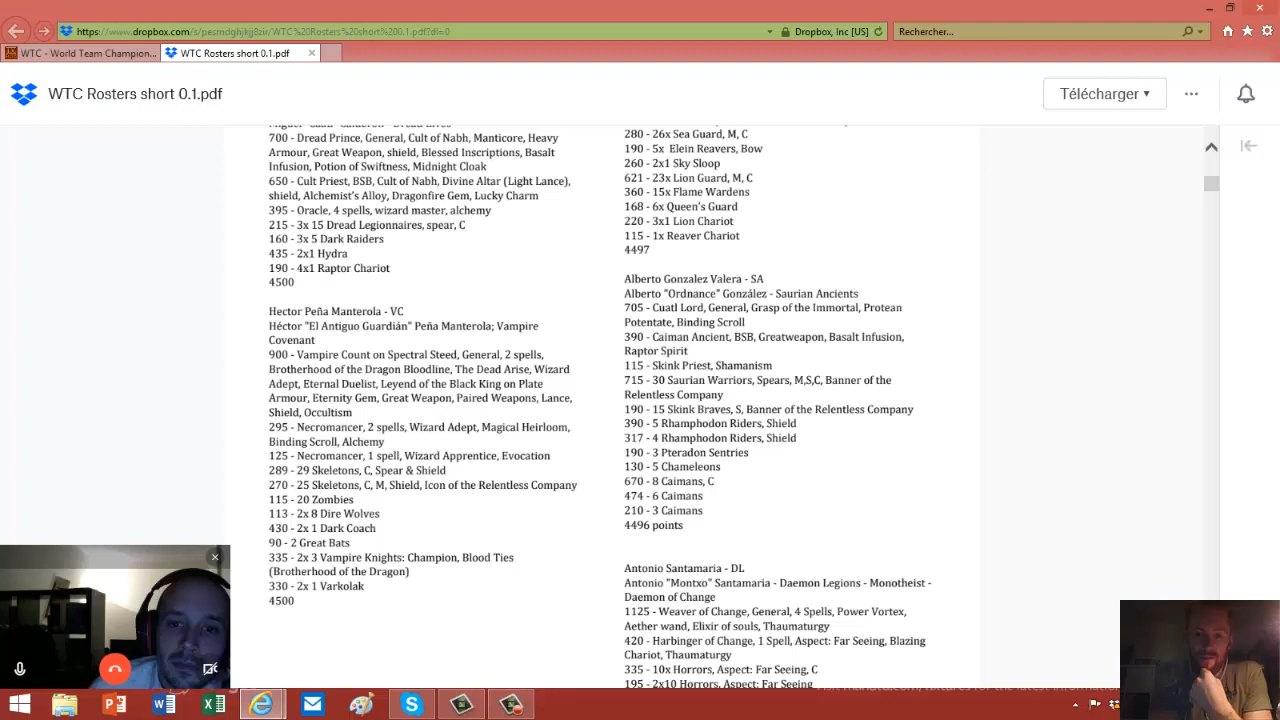 https://www.dropbox.com/s/pesmdghjkjj8zir/WTC%20Rosters%20short%200.1.pdf?dl=0
Dropbox, Inc [US]
Rechercher...
WTC - World Team Champion...
WTC Rosters short 0.1.pdf
WTC Rosters short 0.1.pdf
Télécharger
700 - Dread Prince, General, Cult of Nabh, Manticore, Heavy
Armour, Great Weapon, shield, Blessed Inscriptions, Basalt
Infusion, Potion of Swiftness, Midnight Cloak
650 - Cult Priest, BSB, Cult of Nabh, Divine Altar (Light Lance),
shield, Alchemist's Alloy, Dragonfire Gem, Lucky Charm
395 - Oracle, 4 spells, wizard master, alchemy
215 - 3x 15 Dread Legionnaires, spear, C
160 - 3x 5 Dark Raiders
435 - 2x1 Hydra
190 - 4x1 Raptor Chariot
4500
Hector Peña Manterola - VC
Héctor "El Antiguo Guardián" Peña Manterola; Vampire
Covenant
900 - Vampire Count on Spectral Steed, General, 2 spells,
Brotherhood of the Dragon Bloodline, The Dead Arise, Wizard
Adept, Eternal Duelist, Leyend of the Black King on Plate
Armour, Eternity Gem, Great Weapon, Paired Weapons, Lance,
Shield, Occultism
295 - Necromancer, 2 spells, Wizard Adept, Magical Heirloom,
Binding Scroll, Alchemy
125 - Necromancer, 1 spell, Wizard Apprentice, Evocation
289 - 29 Skeletons, C, Spear & Shield
270 - 25 Skeletons, C, M, Shield, Icon of the Relentless Company
115 - 20 Zombies
113 - 2x 8 Dire Wolves
430 - 2x 1 Dark Coach
90 - 2 Great Bats
335 - 2x 3 Vampire Knights: Champion, Blood Ties
(Brotherhood of the Dragon)
330 - 2x 1 Varkolak
4500
280 - 26x Sea Guard, M, C
190 - 5x Elein Reavers, Bow
260 - 2x1 Sky Sloop
621 - 23x Lion Guard, M, C
360 - 15x Flame Wardens
168 - 6x Queen's Guard
220 - 3x1 Lion Chariot
115 - 1x Reaver Chariot
4497
Alberto Gonzalez Valera - SA
Alberto "Ordnance" González - Saurian Ancients
705 - Cuatl Lord, General, Grasp of the Immortal, Protean
Potentate, Binding Scroll
390 - Caiman Ancient, BSB, Greatweapon, Basalt Infusion,
Raptor Spirit
115 - Skink Priest, Shamanism
715 - 30 Saurian Warriors, Spears, M,S,C, Banner of the
Relentless Company
190 - 15 Skink Braves, S, Banner of the Relentless Company
390 - 5 Rhamphodon Riders, Shield
317 - 4 Rhamphodon Riders, Shield
190 - 3 Pteradon Sentries
130 - 5 Chameleons
670 - 8 Caimans, C
474 - 6 Caimans
210 - 3 Caimans
4496 points
Antonio Santamaria - DL
Antonio "Montxo" Santamaria - Daemon Legions - Monotheist -
Daemon of Change
1125 - Weaver of Change, General, 4 Spells, Power Vortex,
Aether wand, Elixir of souls, Thaumaturgy
420 - Harbinger of Change, 1 Spell, Aspect: Far Seeing, Blazing
Chariot, Thaumaturgy
335 - 10x Horrors, Aspect: Far Seeing, C
195 - 2x10 Horrors, Aspect: Far Seeing
for the latest information